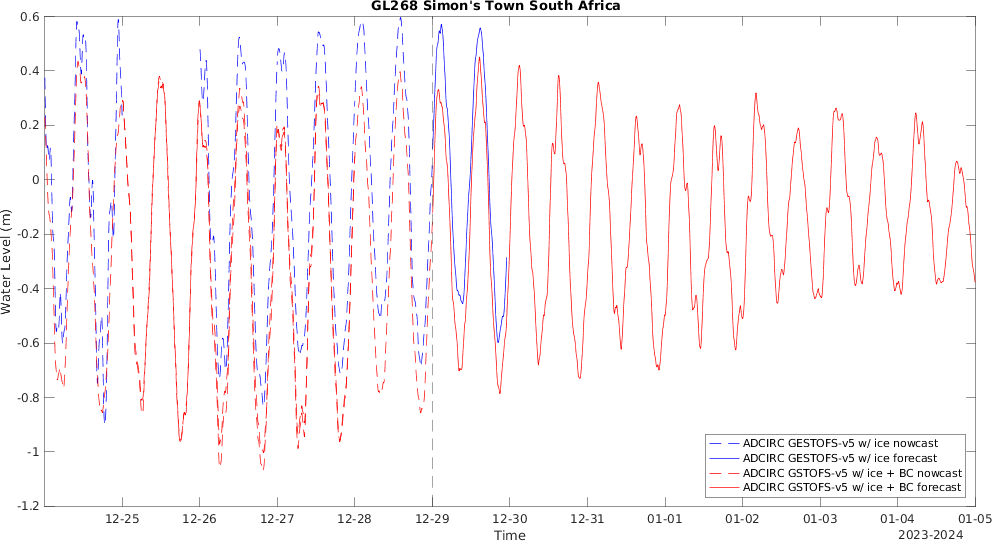 GL268 Simon's Town South Africa
Water Level (m)
0.6
0.4
0.2
0
-0.2
-0.4
-0.6
-0.8
-1
-1.2
ADCIRC GESTOFS-v5 w/ ice nowcast
ADCIRC GESTOFS-v5 w/ ice forecast
ADCIRC GSTOFS-v5 w/ ice + BC nowcast
ADCIRC GSTOFS-v5 w/ ice + BC forecast
12-25 12-26 12-27 12-28 12-29 12-30 12-31 01-01 01-02 01-03 01-04 01-05
Time
2023-2024